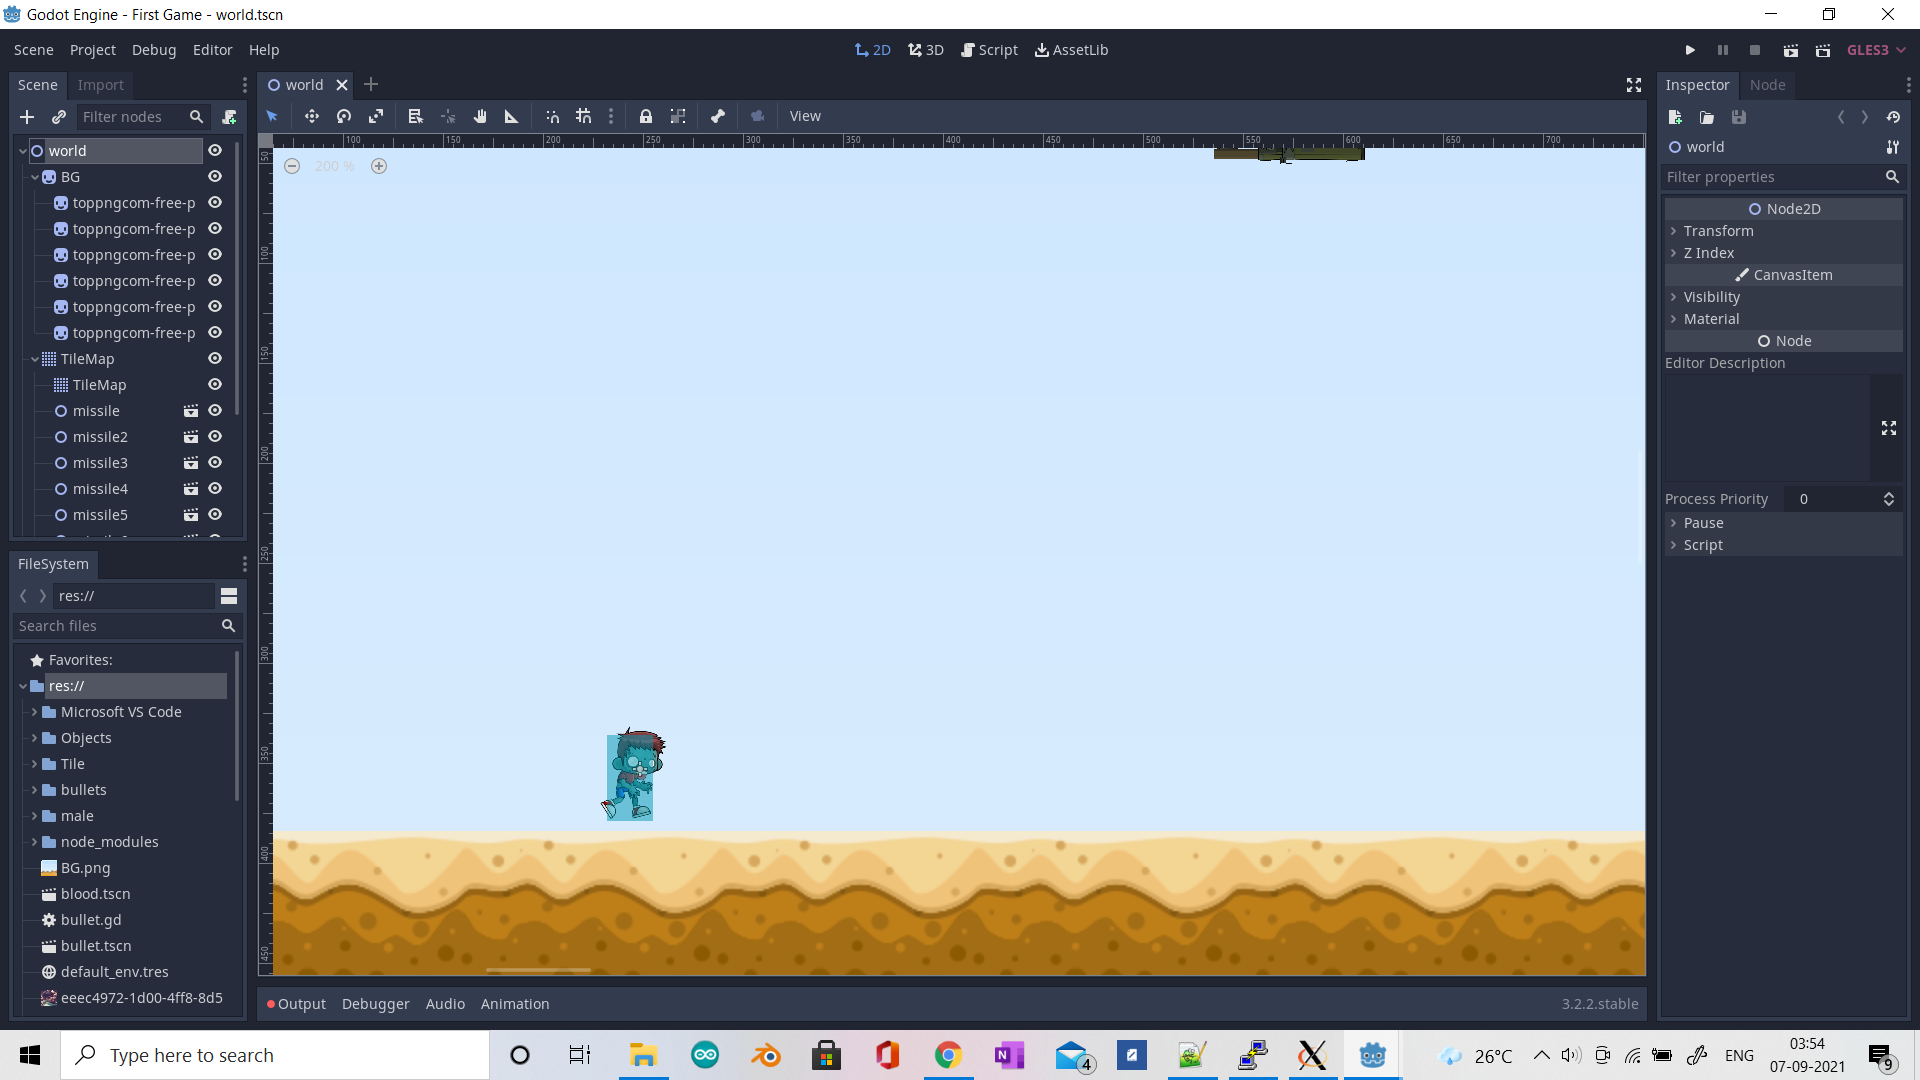 Godot Engine - First Game - world.tscn
Scene Project Debug Editor Help
2D 3D Script AssetLib
GLES3
Scene Import
world
Inspector Node
Filter nodes
View
world
BG
toppngcom-free-p
toppngcom-free-p
toppngcom-free-p
toppngcom-free-p
toppngcom-free-p
toppngcom-free-p
TileMap
TileMap
missile
missile2
missile3
missile4
missile5
FileSystem
res://
Search files
Favorites:
res://
Microsoft VS Code
Objects
Tile
bullets
male
node_modules
BG.png
blood.tscn
bullet.gd
bullet.tscn
default_env.tres
eeec4972-1d00-4ff8-8d5
100 150 200 250 300 350 400 450 500 550 600 650 700
200 %
50
100
150
200
250
300
350
400
450
Output Debugger Audio Animation
3.2.2.stable
world
Filter properties
Node2D
Transform
Z Index
CanvasItem
Visibility
Material
Node
Editor Description
Process Priority 0
Pause
Script
Type here to search
4
26°C
ENG
03:54
07-09-2021
9